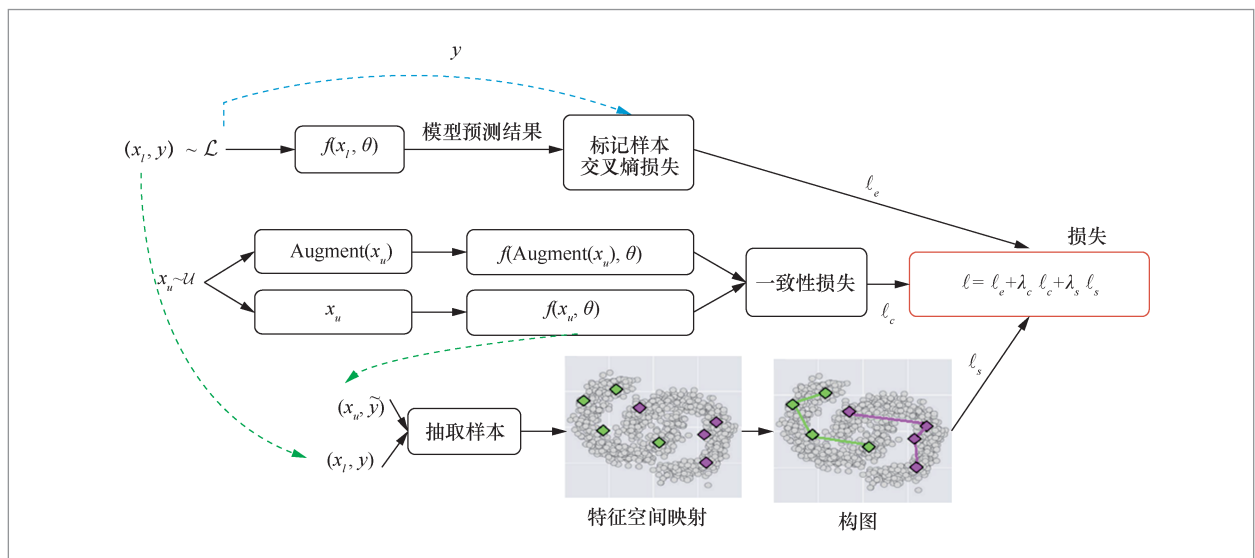 y
(x_l, y) ~ ℒ
f(x_l, θ)
模型预测结果
标记样本
交叉熵损失
ℓ_e
x_u~𝒰
Augment(x_u)
f(Augment(x_u), θ)
x_u
f(x_u, θ)
一致性损失
ℓ_c
损失
ℓ= ℓ_e+λ_c ℓ_c+λ_s ℓ_s
ℓ_s
(x_u, ỹ)
(x_l, y)
抽取样本
特征空间映射
构图